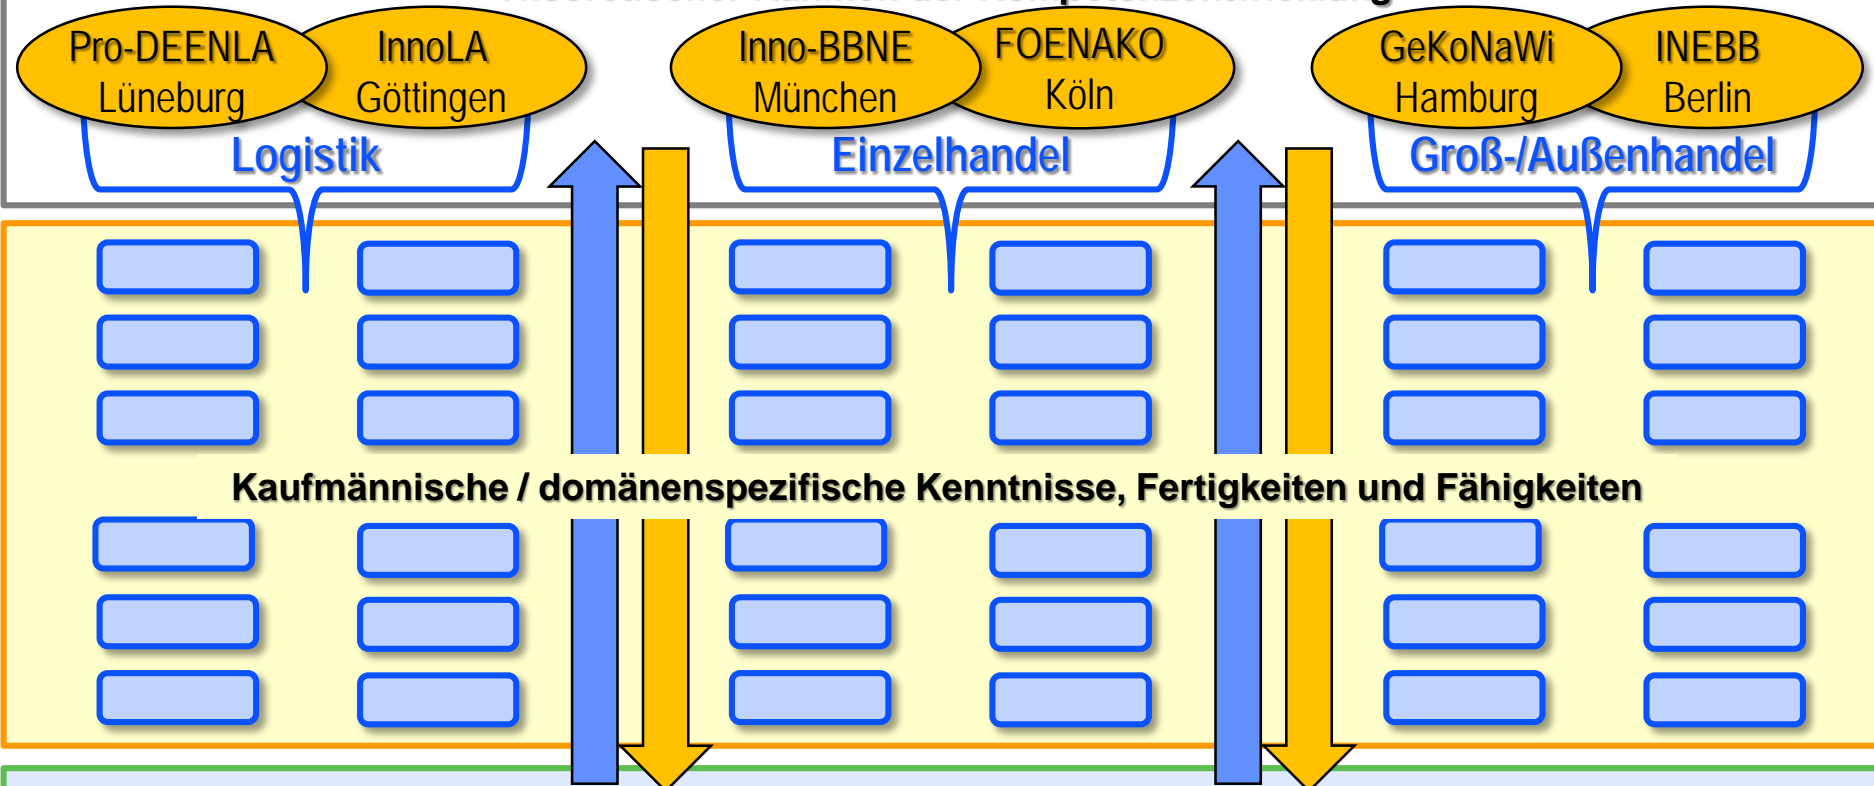 Pro-DEENLA
Lüneburg
InnoLA
Göttingen
Logistik
Inno-BBNE
München
FOENAKO
Köln
Einzelhandel
GeKoNaWi
Hamburg
INEBB
Berlin
Groß-/Außenhandel
Kaufmännische / domänenspezifische Kenntnisse, Fertigkeiten und Fähigkeiten